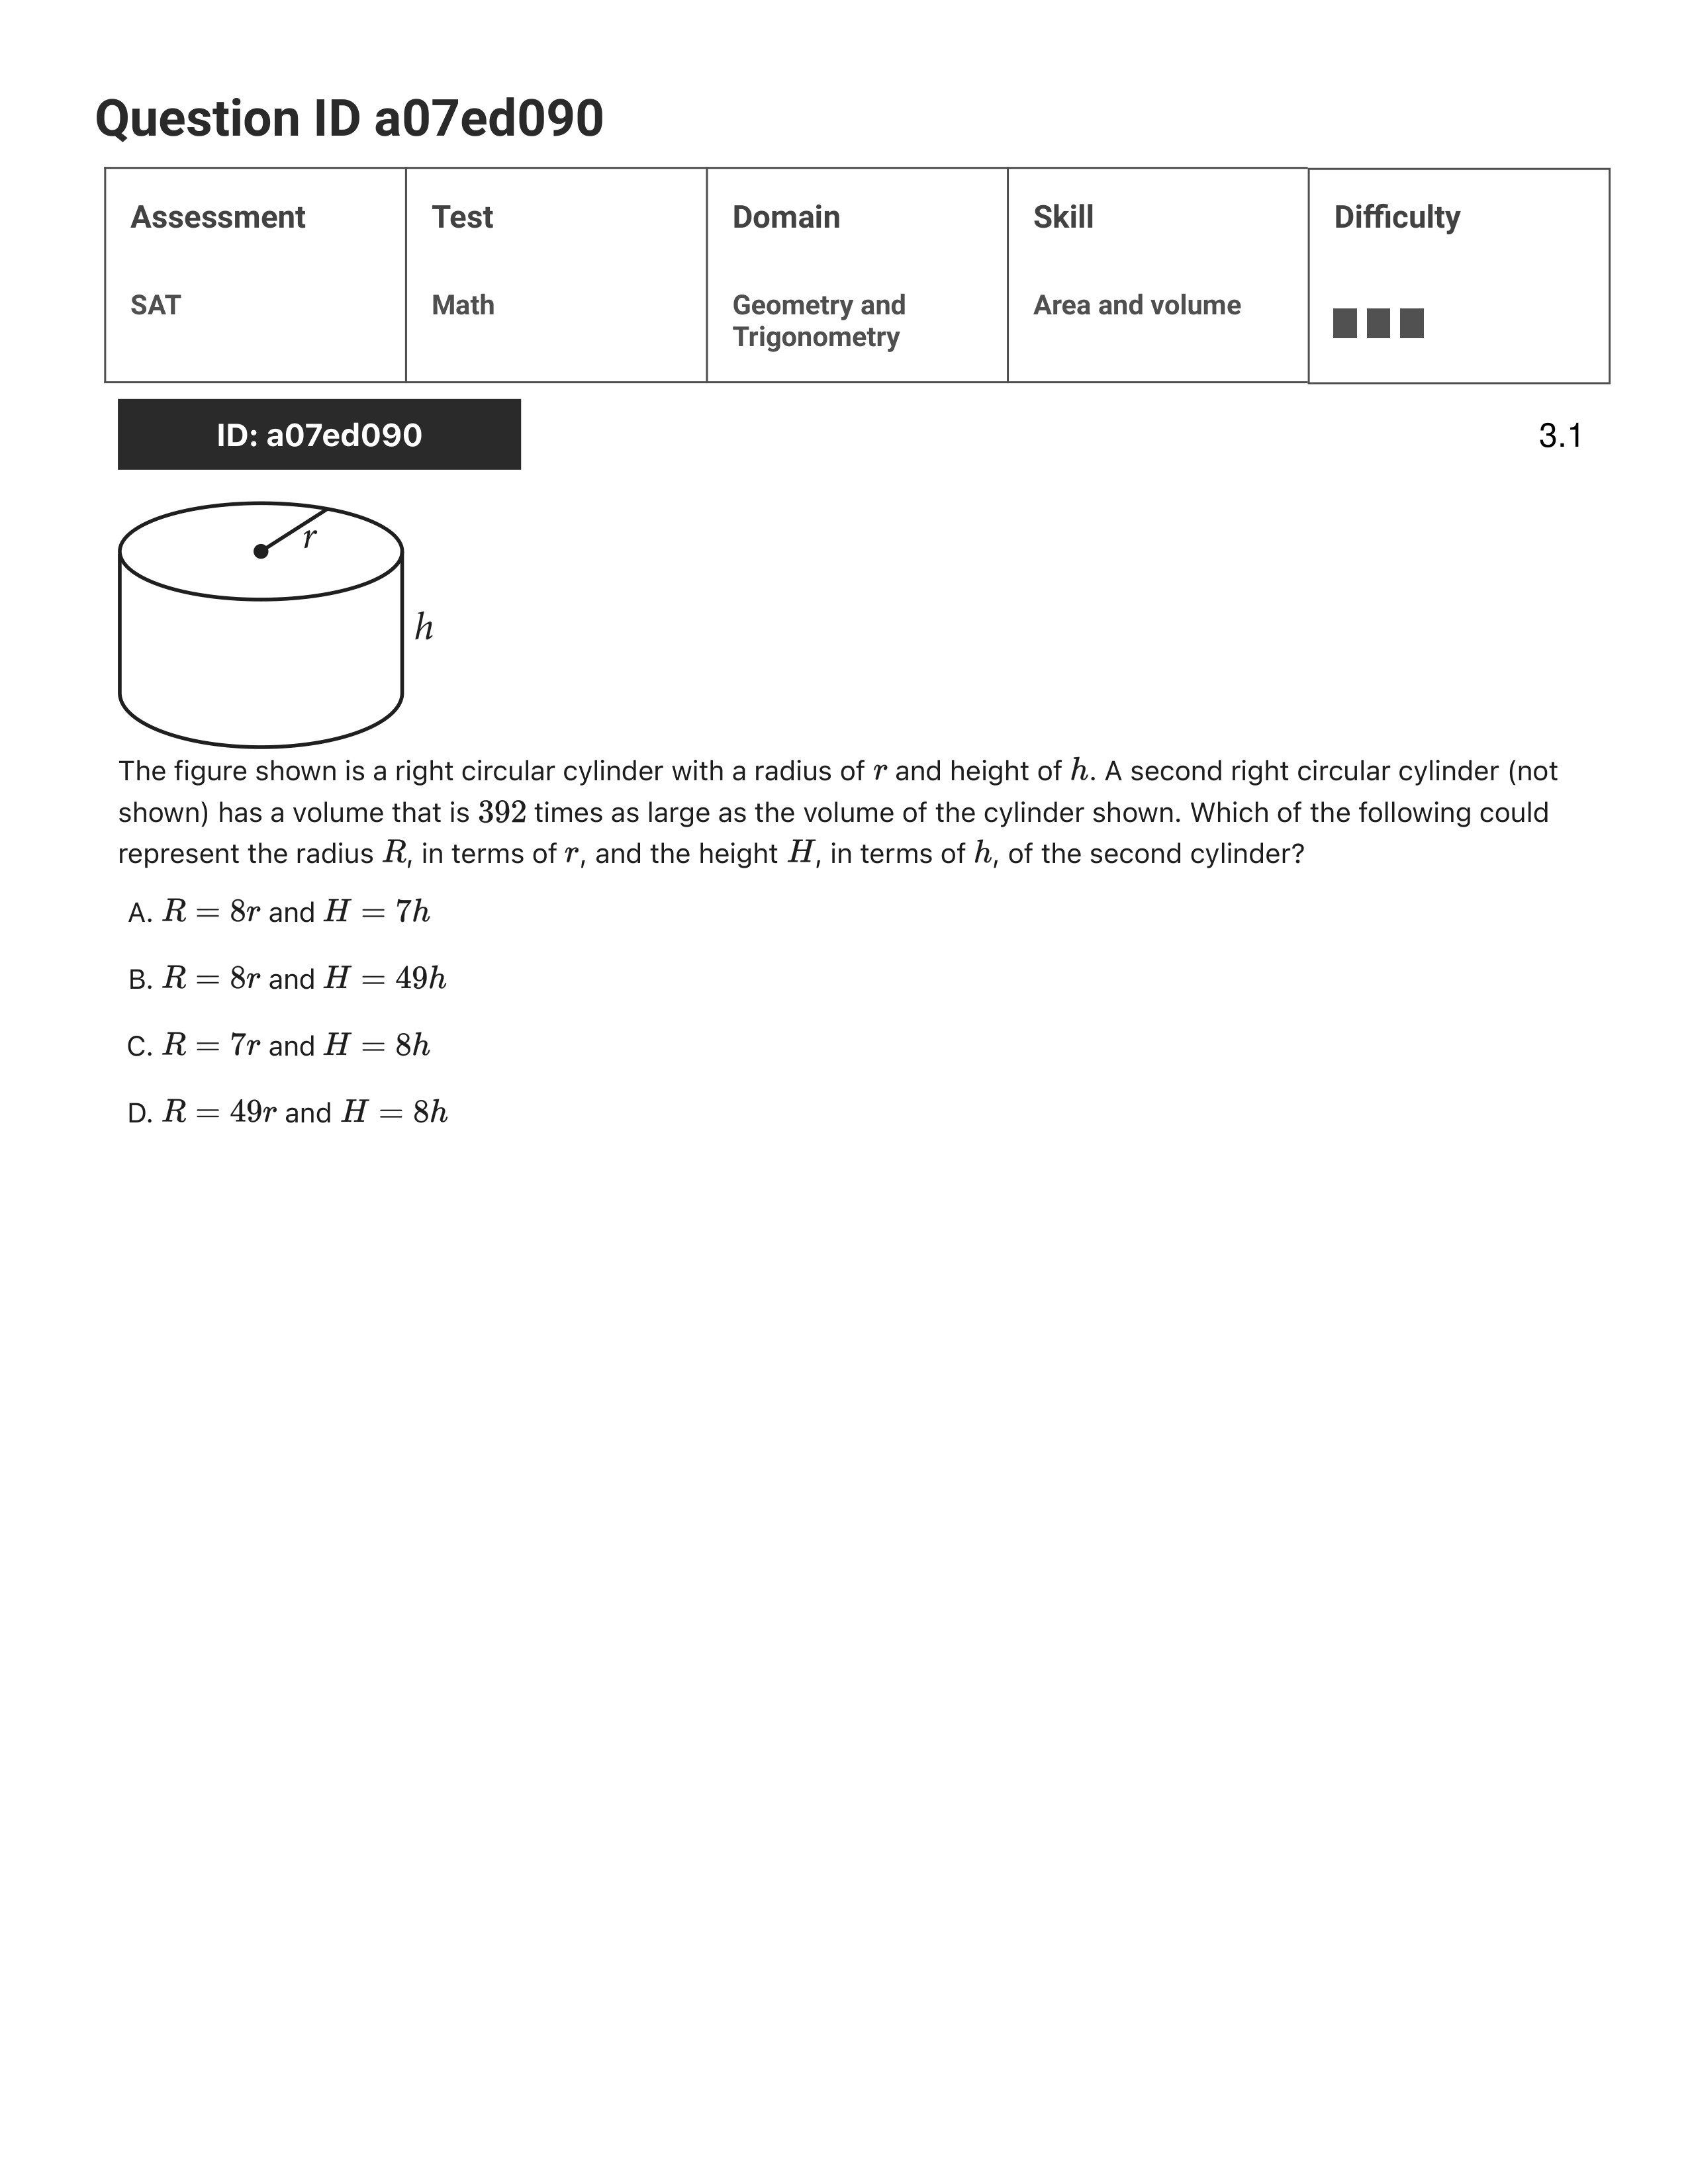 Question ID a07ed090
Assessment Test Domain Skill Difficulty
SAT Math Geometry and Trigonometry Area and volume
ID: a07ed090 3.1
r
h
The figure shown is a right circular cylinder with a radius of r and height of h. A second right circular cylinder (not
shown) has a volume that is 392 times as large as the volume of the cylinder shown. Which of the following could
represent the radius R, in terms of r, and the height H, in terms of h, of the second cylinder?
A. R = 8r and H = 7h
B. R = 8r and H = 49h
C. R = 7r and H = 8h
D. R = 49r and H = 8h